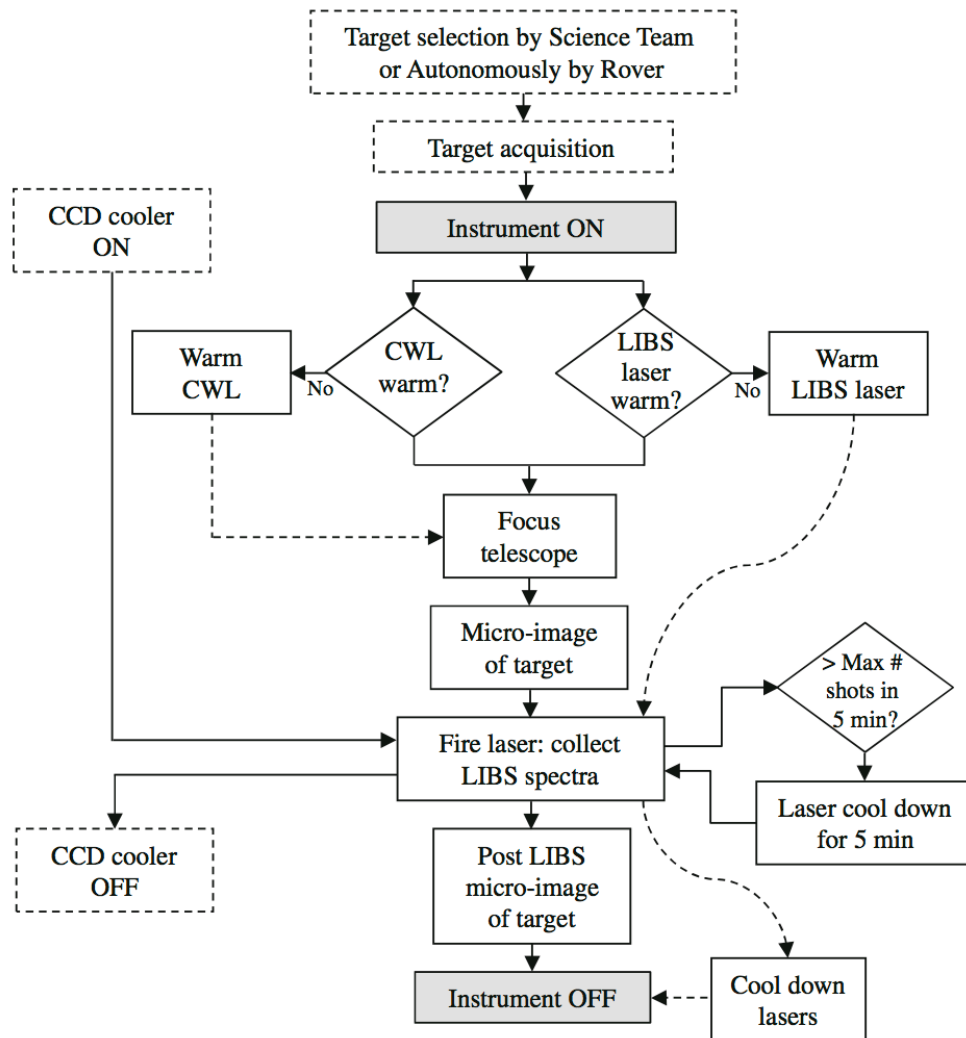 Target selection by Science Team
or Autonomously by Rover
Target acquisition
CCD cooler
ON
Instrument ON
Warm
CWL
No
CWL
warm?
LIBS
laser
warm?
No
Warm
LIBS laser
Focus
telescope
Micro-image
of target
> Max #
shots in
5 min?
Fire laser: collect
LIBS spectra
Laser cool down
for 5 min
CCD cooler
OFF
Post LIBS
micro-image
of target
Instrument OFF
Cool down
lasers